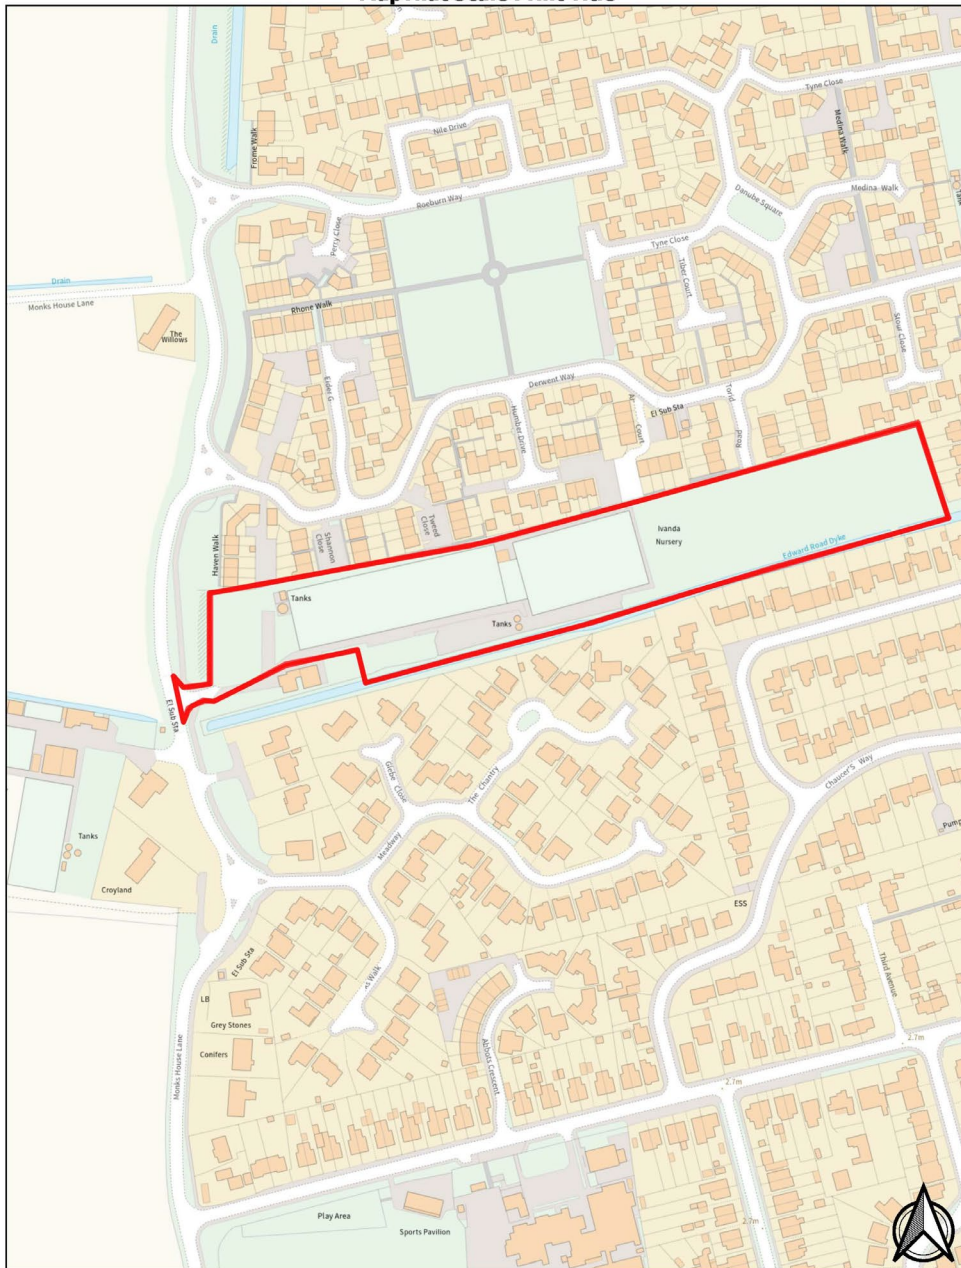 Drain
Tyne Close
Nile Drive
Medina Walk
Frome Walk
Medina Walk
Danube Square
Roeburn Way
Perry Close
Tyne Close
Tiber Court
Drain
Monks House Lane
Rhone Walk
The
Willows
Stour Close
Derwent Way
Eider G
El Sub Sta
Humber Drive
Court
Road
Ivanda
Nursery
Tweed
Close
Shannon
Close
Haven Walk
Edward Road Dyke
Tanks
Tanks
El Sub Sta
Glebe Close
The Chantry
Chaucer's Way
Meadway
Pump
Tanks
Croyland
ESS
El Sub Sta
Third Avenue
LB
Grey Stones
Conifers
Walk
Abbots Crescent
Monks House Lane
2.7m
2.7m
Play Area
Sports Pavilion
2.7m